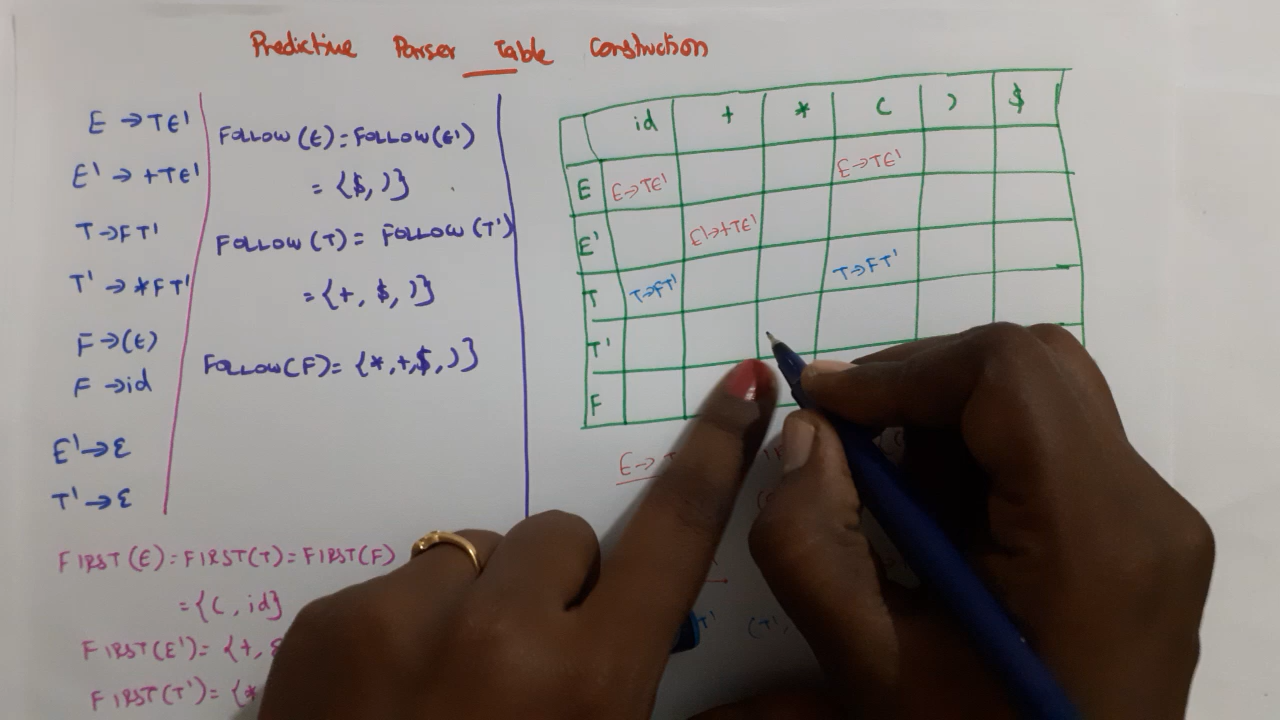 Predictive Parser Table Construction
E → TE'
E' → +TE'
T → FT'
T' → *FT'
F → (E)
F → id
E' → ε
T' → ε
FOLLOW(E) = FOLLOW(E')
= {$, )}
FOLLOW(T) = FOLLOW(T')
= {+, $, )}
FOLLOW(F) = {*, +, $, )}
id + * ( ) $
E E→TE' E→TE'
E' E'→+TE'
T T→FT' T→FT'
T'
F
E →
FIRST(E) = FIRST(T) = FIRST(F)
= {(, id}
FIRST(E') = {+, ε
FIRST(T') = {*